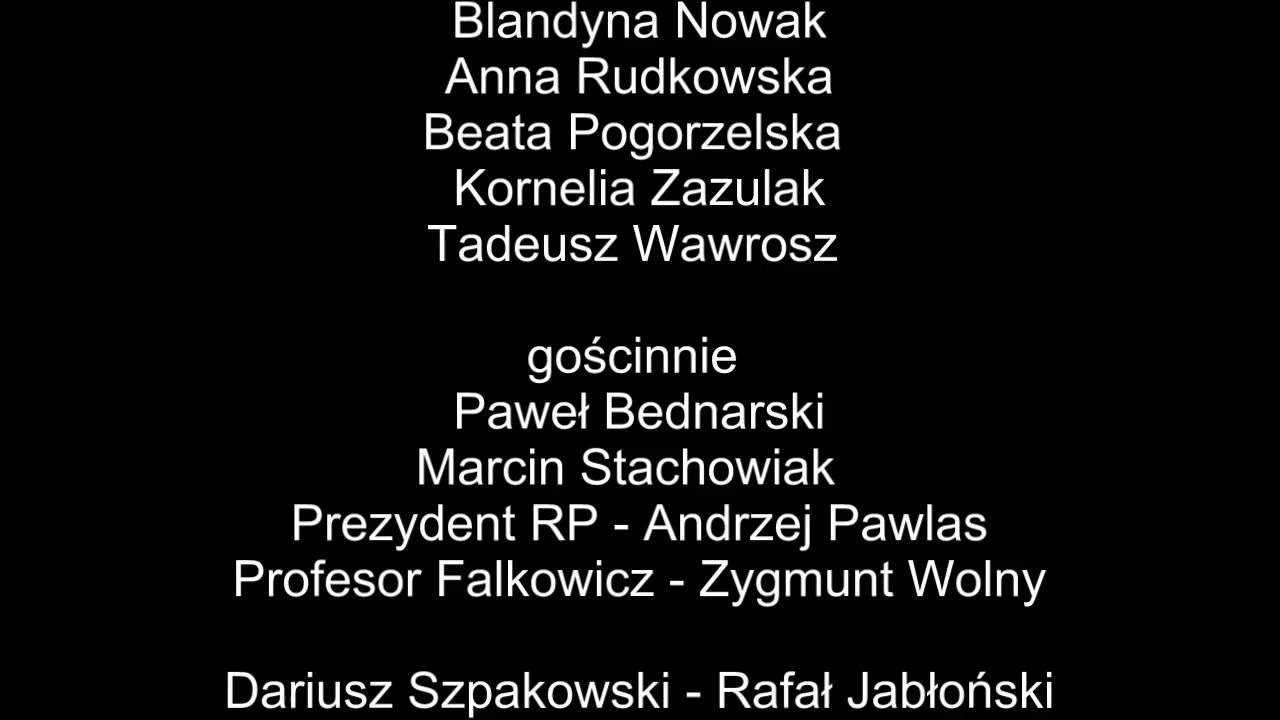 Blandyna Nowak
Anna Rudkowska
Beata Pogorzelska
Kornelia Zazulak
Tadeusz Wawrosz
gościnnie
Paweł Bednarski
Marcin Stachowiak
Prezydent RP - Andrzej Pawlas
Profesor Falkowicz - Zygmunt Wolny
Dariusz Szpakowski - Rafał Jabłoński